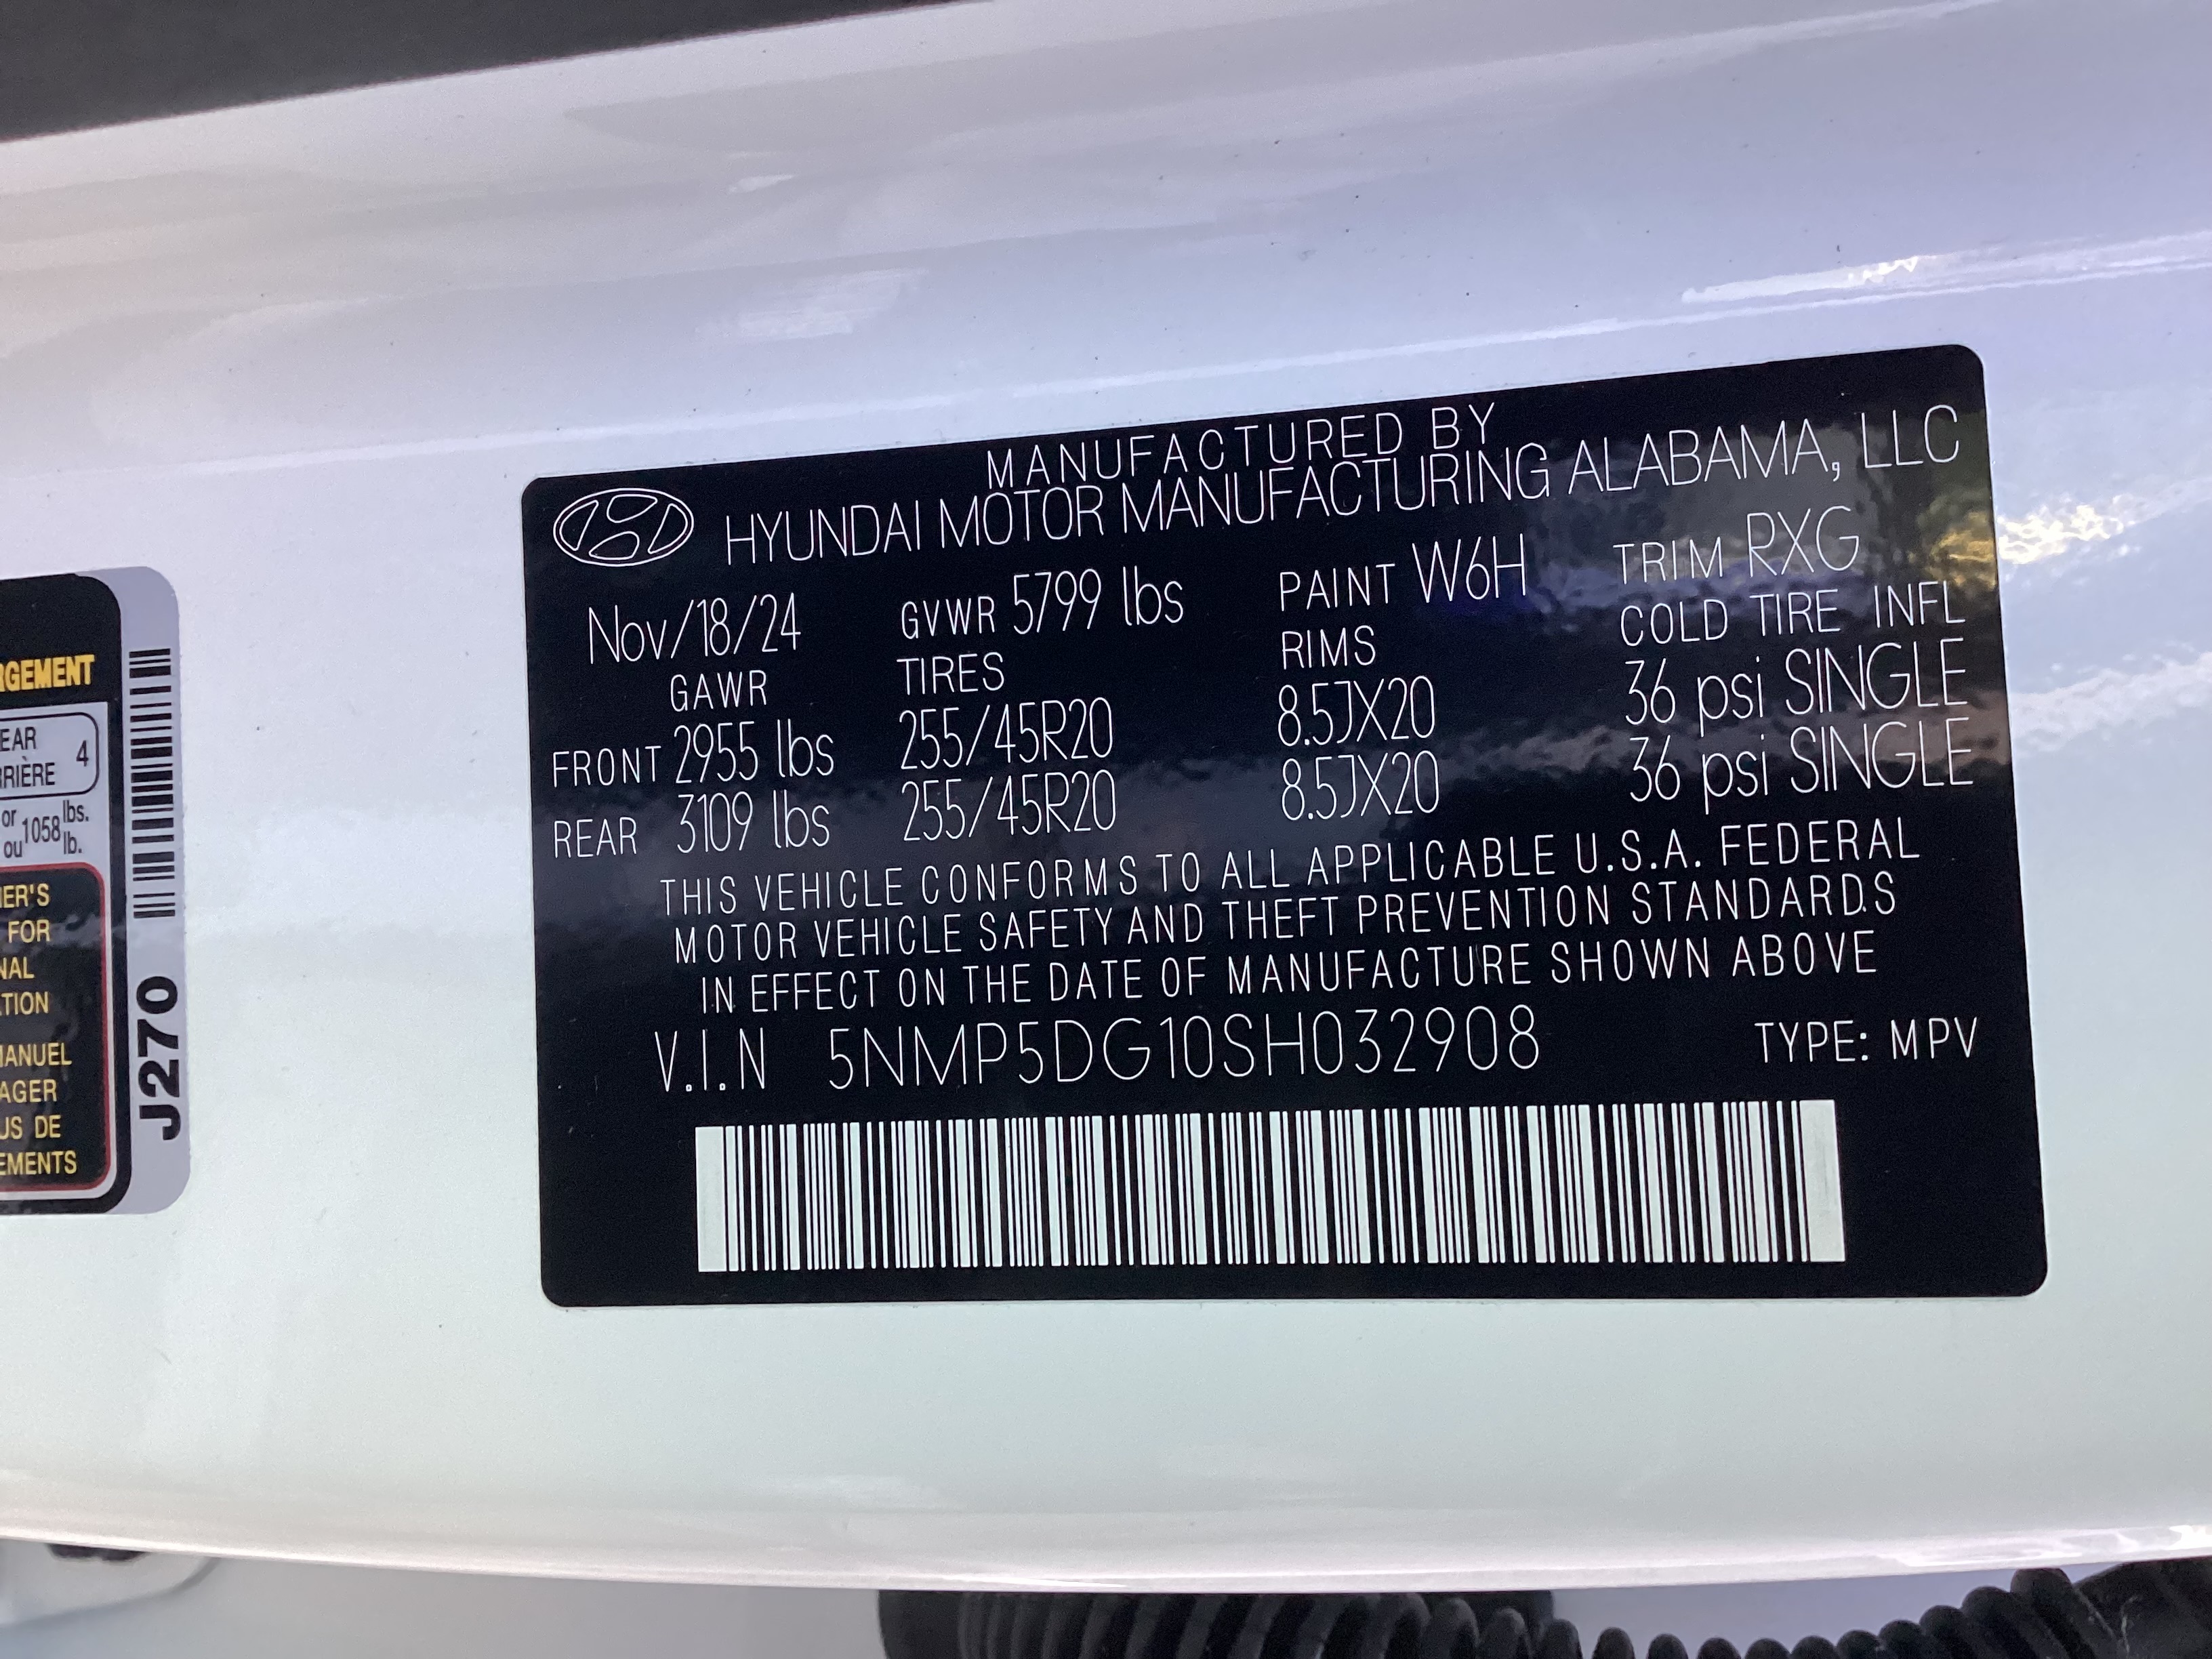 MANUFACTURED BY
HYUNDAI MOTOR MANUFACTURING ALABAMA, LLC
Nov/18/24 GVWR 5799 lbs PAINT W6H TRIM RXG
GAWR TIRES RIMS COLD TIRE INFL
FRONT 2955 lbs 255/45R20 8.5JX20 36 psi SINGLE
REAR 3109 lbs 255/45R20 8.5JX20 36 psi SINGLE
THIS VEHICLE CONFORMS TO ALL APPLICABLE U.S.A. FEDERAL
MOTOR VEHICLE SAFETY AND THEFT PREVENTION STANDARDS
IN EFFECT ON THE DATE OF MANUFACTURE SHOWN ABOVE
V.I.N 5NMP5DG10SH032908 TYPE: MPV
RGEMENT
EAR
RIÈRE 4
or 1058 lbs.
ou lb.
ER'S
FOR
NAL
TION
MANUEL
AGER
US DE
EMENTS
J270